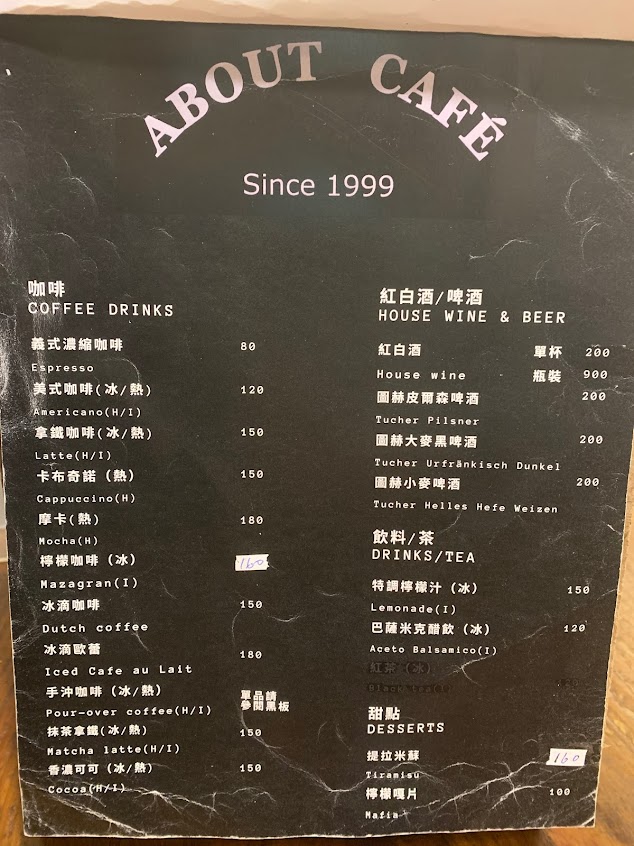 ABOUT CAFÉ
Since 1999
咖啡
COFFEE DRINKS
義式濃縮咖啡 80
Espresso
美式咖啡(冰/熱) 120
Americano(H/I)
拿鐵咖啡(冰/熱) 150
Latte(H/I)
卡布奇諾（熱） 150
Cappuccino(H)
摩卡(熱) 180
Mocha(H)
檸檬咖啡（冰） 160
Mazagran(I)
冰滴咖啡 150
Dutch coffee
冰滴歐蕾 180
Iced Cafe au Lait
手沖咖啡（冰/熱） 單品請
參閱黑板
Pour-over coffee(H/I)
抹茶拿鐵(冰/熱) 150
Matcha latte(H/I)
香濃可可（冰/熱） 150
Cocoa(H/I)
紅白酒/啤酒
HOUSE WINE & BEER
紅白酒 單杯 200
House wine 瓶裝 900
圖赫皮爾森啤酒 200
Tucher Pilsner
圖赫大麥黑啤酒 200
Tucher Urfränkisch Dunkel
圖赫小麥啤酒 200
Tucher Helles Hefe Weizen
飲料/茶
DRINKS/TEA
特調檸檬汁（冰） 150
Lemonade(I)
巴薩米克醋飲（冰） 120
Aceto Balsamico(I)
紅茶（冰）
Black tea(I)
甜點
DESSERTS
提拉米蘇 160
Tiramisu
檸檬嘎片 100
Mafia